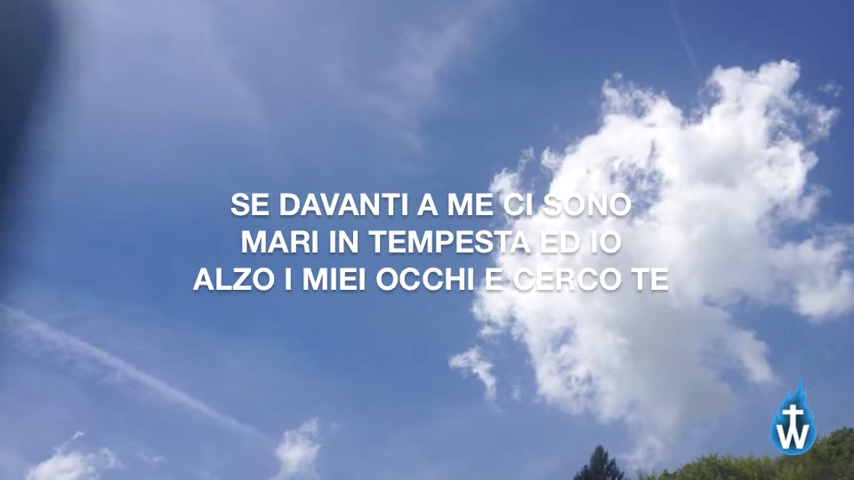 SE DAVANTI A ME CI SONO
MARI IN TEMPESTA ED IO
ALZO I MIEI OCCHI E CERCO TE
W